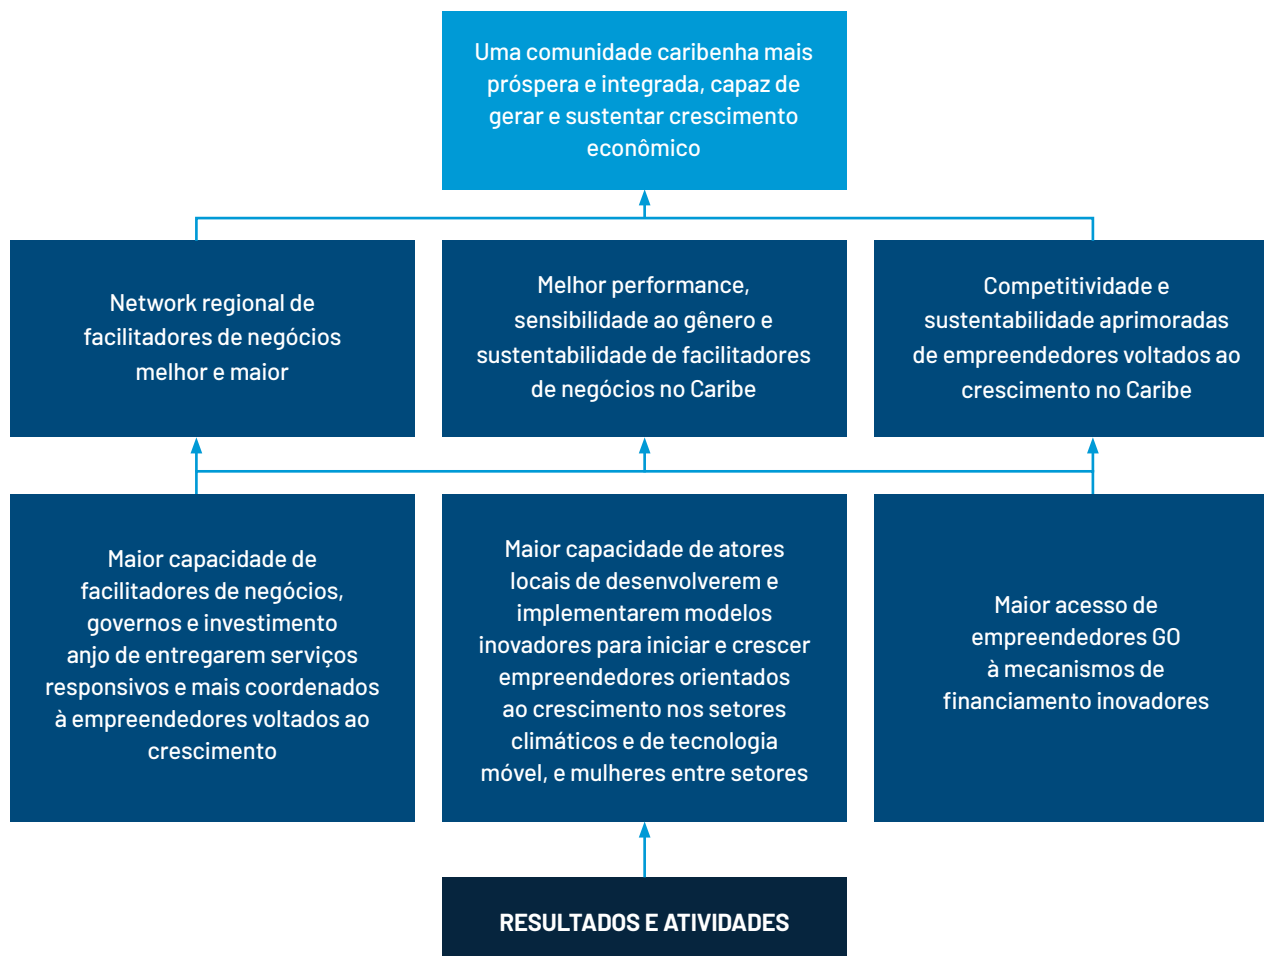 Uma comunidade caribenha mais
próspera e integrada, capaz de
gerar e sustentar crescimento
econômico
Network regional de
facilitadores de negócios
melhor e maior
Melhor performance,
sensibilidade ao gênero e
sustentabilidade de facilitadores
de negócios no Caribe
Competitividade e
sustentabilidade aprimoradas
de empreendedores voltados ao
crescimento no Caribe
Maior capacidade de
facilitadores de negócios,
governos e investimento
anjo de entregarem serviços
responsivos e mais coordenados
à empreendedores voltados ao
crescimento
Maior capacidade de atores
locais de desenvolverem e
implementarem modelos
inovadores para iniciar e crescer
empreendedores orientados
ao crescimento nos setores
climáticos e de tecnologia
móvel, e mulheres entre setores
Maior acesso de
empreendedores GO
à mecanismos de
financiamento inovadores
RESULTADOS E ATIVIDADES